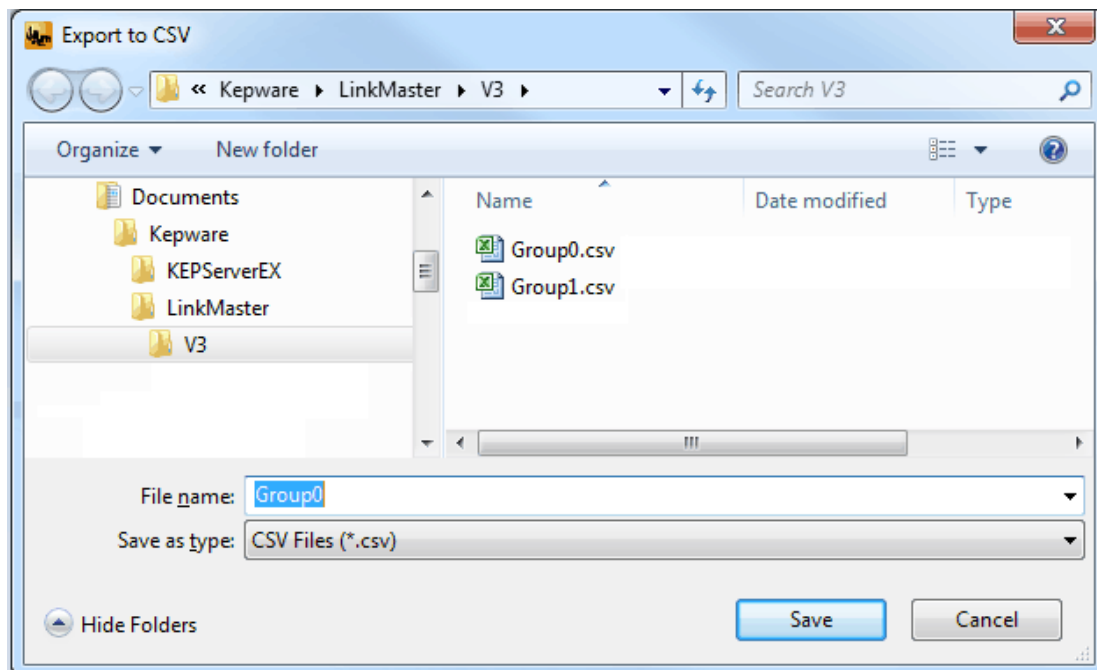 Export to CSV
« Kepware ▸ LinkMaster ▸ V3 ▸
Search V3
Organize
New folder
Documents
Kepware
KEPServerEX
LinkMaster
V3
Name
Date modified
Type
Group0.csv
Group1.csv
File name: Group0
Save as type: CSV Files (*.csv)
Hide Folders
Save
Cancel